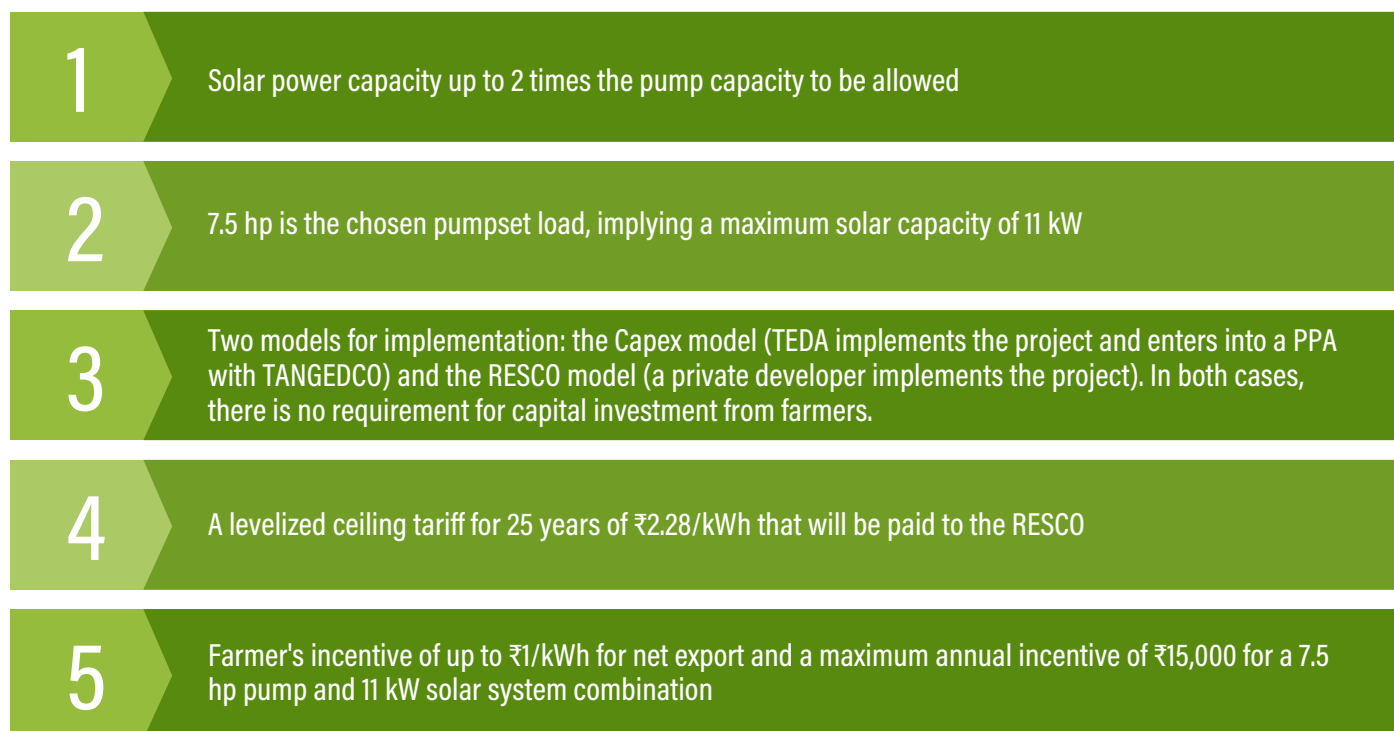 1
Solar power capacity up to 2 times the pump capacity to be allowed
2
7.5 hp is the chosen pumpset load, implying a maximum solar capacity of 11 kW
3
Two models for implementation: the Capex model (TEDA implements the project and enters into a PPA
with TANGEDCO) and the RESCO model (a private developer implements the project). In both cases,
there is no requirement for capital investment from farmers.
4
A levelized ceiling tariff for 25 years of ₹2.28/kWh that will be paid to the RESCO
5
Farmer's incentive of up to ₹1/kWh for net export and a maximum annual incentive of ₹15,000 for a 7.5
hp pump and 11 kW solar system combination